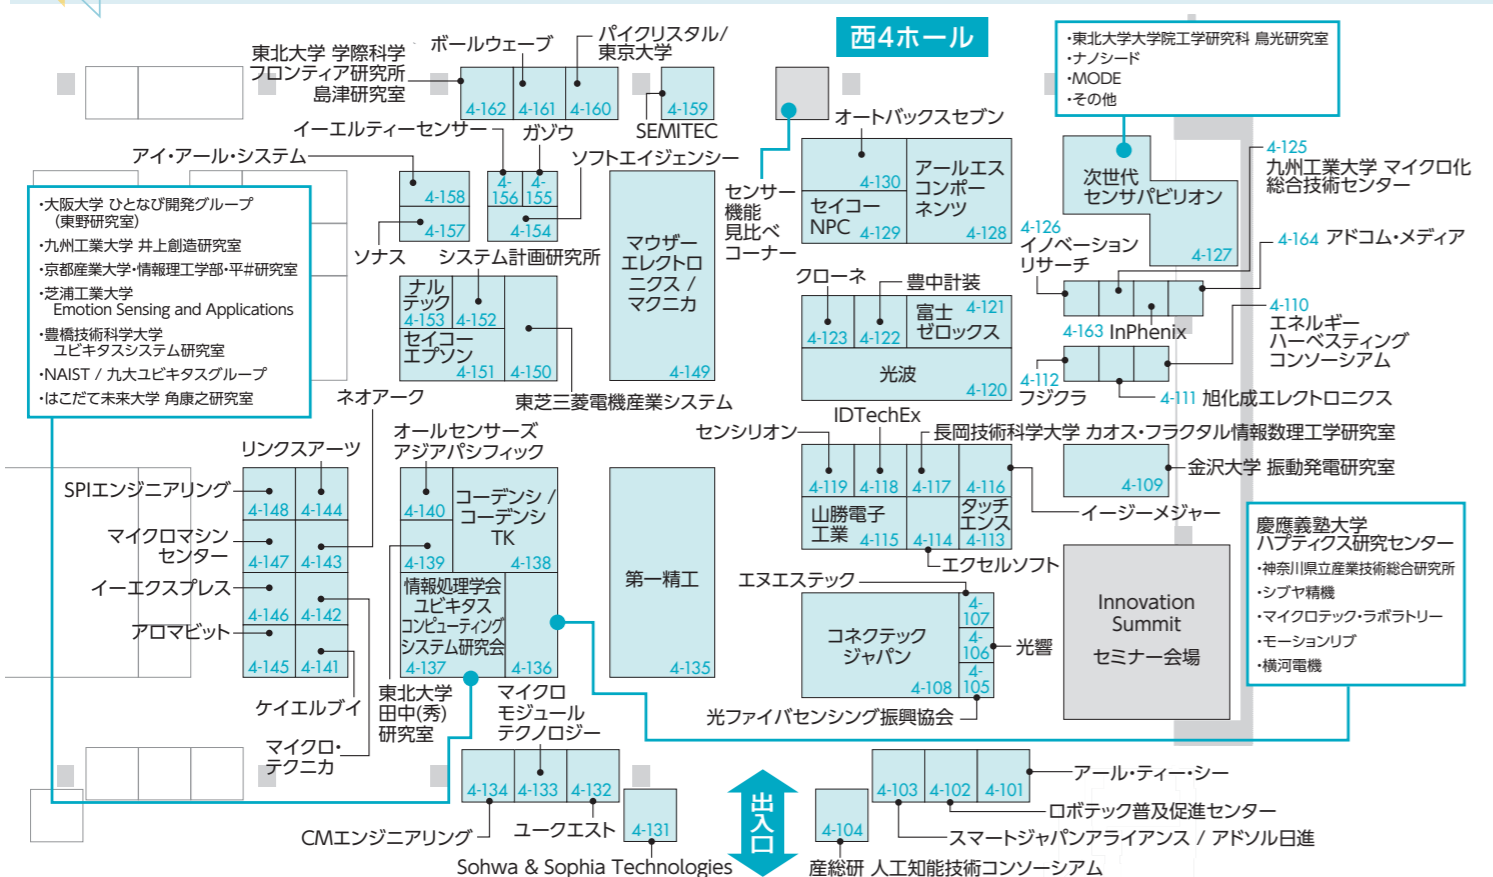 西4ホール
東北大学 学際科学
フロンティア研究所
島津研究室
ボールウェーブ
パイクリスタル/
東京大学
4-162
4-161
4-160
4-159
SEMITEC
イーエルティーセンサー
ガゾウ
アイ・アール・システム
ソフトエイジェンシー
4-158
4-157
4-
156
4-
155
4-154
ソナス
システム計画研究所
ナル
テック
4-153
4-152
セイコー
エプソン
4-151
4-150
東芝三菱電機産業システム
マウザー
エレクトロ
ニクス /
マクニカ
4-149
センサー
機能
見比べ
コーナー
オートバックスセブン
4-130
セイコー
NPC
4-129
アールエス
コンポー
ネンツ
4-128
・東北大学大学院工学研究科 鳥光研究室
・ナノシード
・MODE
・その他
次世代
センサパビリオン
4-127
4-125
九州工業大学 マイクロ化
総合技術センター
4-126
イノベーション
リサーチ
4-164 アドコム・メディア
4-163 InPhenix
4-110
エネルギー
ハーベスティング
コンソーシアム
4-112
フジクラ
4-111 旭化成エレクトロニクス
クローネ
豊中計装
4-123
4-122
富士
ゼロックス
4-121
光波
4-120
・大阪大学 ひとなび開発グループ
(東野研究室)
・九州工業大学 井上創造研究室
・京都産業大学・情報理工学部・平#研究室
・芝浦工業大学
Emotion Sensing and Applications
・豊橋技術科学大学
ユビキタスシステム研究室
・NAIST / 九大ユビキタスグループ
・はこだて未来大学 角康之研究室
ネオアーク
リンクスアーツ
SPIエンジニアリング
4-148
4-144
マイクロマシン
センター
4-147
4-143
イーエクスプレス
4-146
4-142
アロマビット
4-145
4-141
ケイエルブイ
マイクロ・
テクニカ
オールセンサーズ
アジアパシフィック
4-140
4-139
コーデンシ /
コーデンシ
TK
4-138
情報処理学会
ユビキタス
コンピューティング
システム研究会
4-137
4-136
東北大学
田中(秀)
研究室
第一精工
4-135
センシリオン
IDTechEx
長岡技術科学大学 カオス・フラクタル情報数理工学研究室
4-119
4-118
4-117
4-116
山勝電子
工業
4-115
4-114
タッチ
エンス
4-113
イージーメジャー
エクセルソフト
4-109
金沢大学 振動発電研究室
エヌエステック
コネクテック
ジャパン
4-108
4-
107
4-
106
4-
105
光響
光ファイバセンシング振興協会
Innovation
Summit
セミナー会場
慶應義塾大学
ハプティクス研究センター
・神奈川県立産業技術総合研究所
・シブヤ精機
・マイクロテック・ラボラトリー
・モーションリブ
・横河電機
マイクロ
モジュール
テクノロジー
4-134
4-133
4-132
4-131
CMエンジニアリング
ユークエスト
Sohwa & Sophia Technologies
出入口
4-104
産総研 人工知能技術コンソーシアム
4-103
4-102
4-101
アール・ティー・シー
ロボテック普及促進センター
スマートジャパンアライアンス / アドソル日進